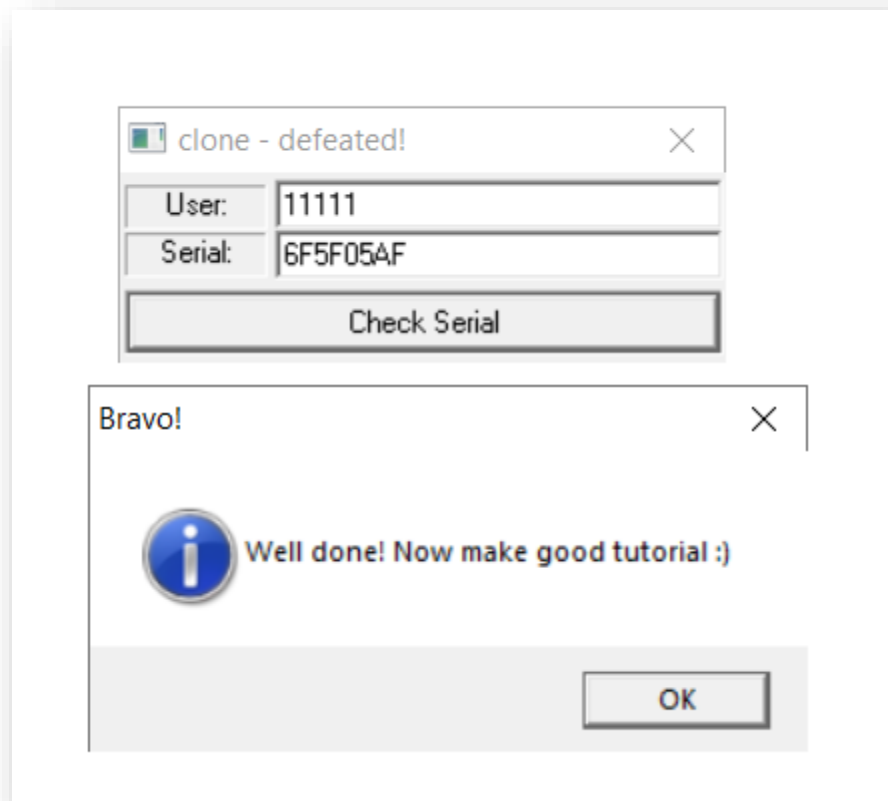 clone - defeated!
User: 11111
Serial: 6F5F05AF
Check Serial
Bravo!
Well done! Now make good tutorial :)
OK